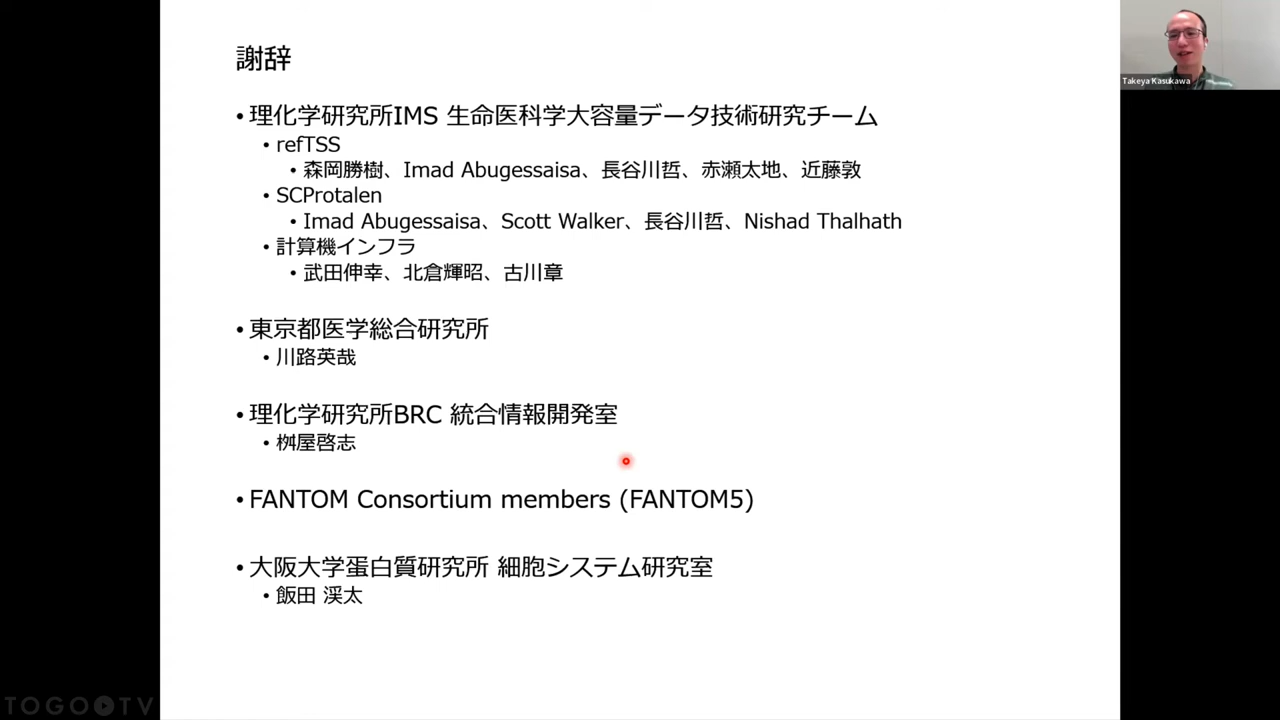 謝辞
Takeya Kasukawa
• 理化学研究所IMS 生命医科学大容量データ技術研究チーム
• refTSS
• 森岡勝樹、Imad Abugessaisa、長谷川哲、赤瀬太地、近藤敦
• SCProtalen
• Imad Abugessaisa、Scott Walker、長谷川哲、Nishad Thalhath
• 計算機インフラ
• 武田伸幸、北倉輝昭、古川章
• 東京都医学総合研究所
• 川路英哉
• 理化学研究所BRC 統合情報開発室
• 桝屋啓志
• FANTOM Consortium members (FANTOM5)
• 大阪大学蛋白質研究所 細胞システム研究室
• 飯田 渓太
TOGO TV